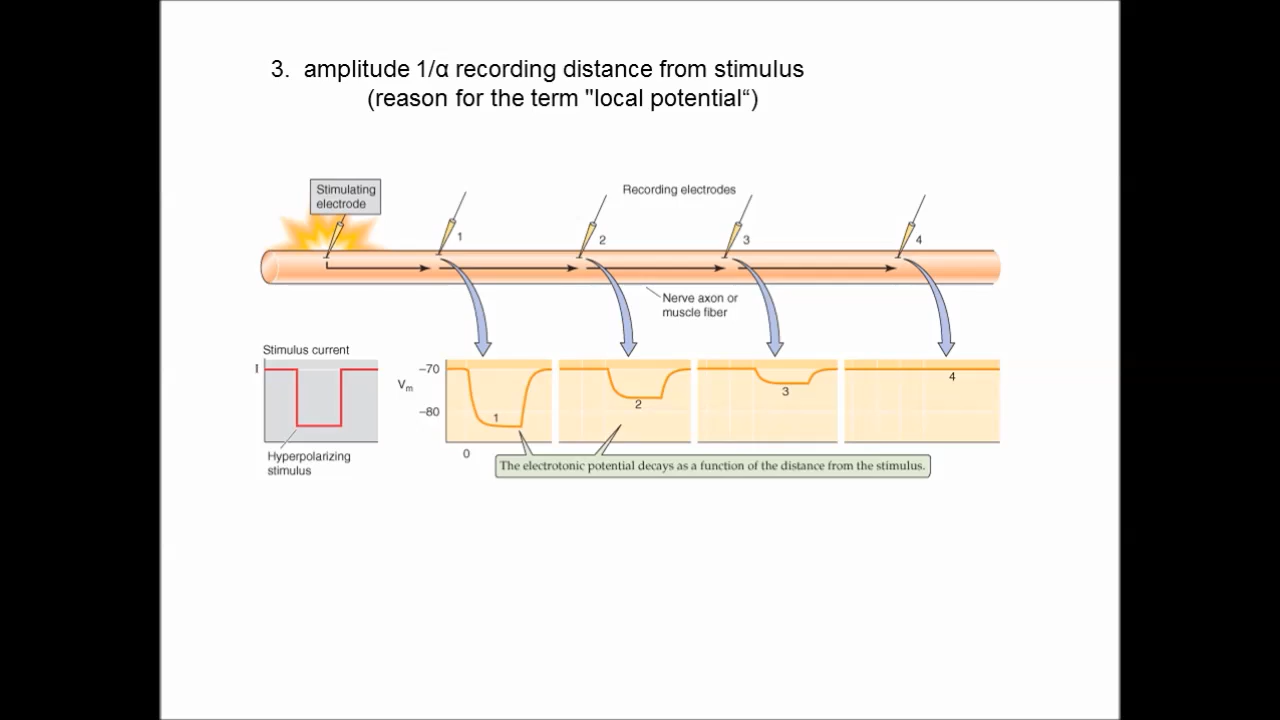 3. amplitude 1/α recording distance from stimulus
(reason for the term "local potential“)
Stimulating
electrode
Recording electrodes
1
2
3
4
Nerve axon or
muscle fiber
Stimulus current
I
Hyperpolarizing
stimulus
Vm
–70
–80
0
1
2
3
4
The electrotonic potential decays as a function of the distance from the stimulus.